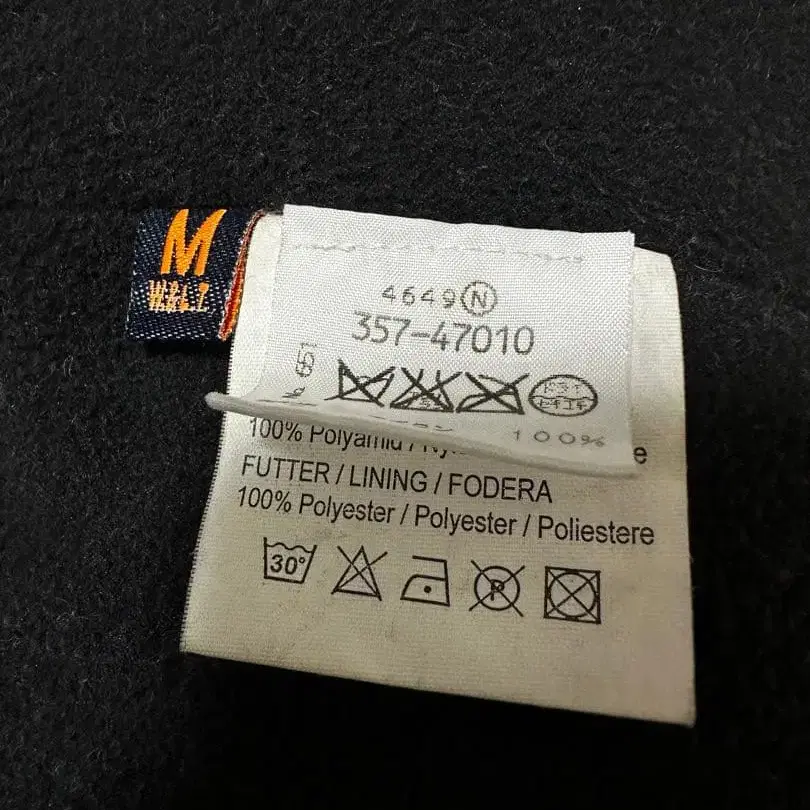 M
W.&L.T.
4649 N
357-47010
100%
100% Polyamid /
e
FUTTER / LINING / FODERA
100% Polyester / Polyester / Poliestere
30°
P